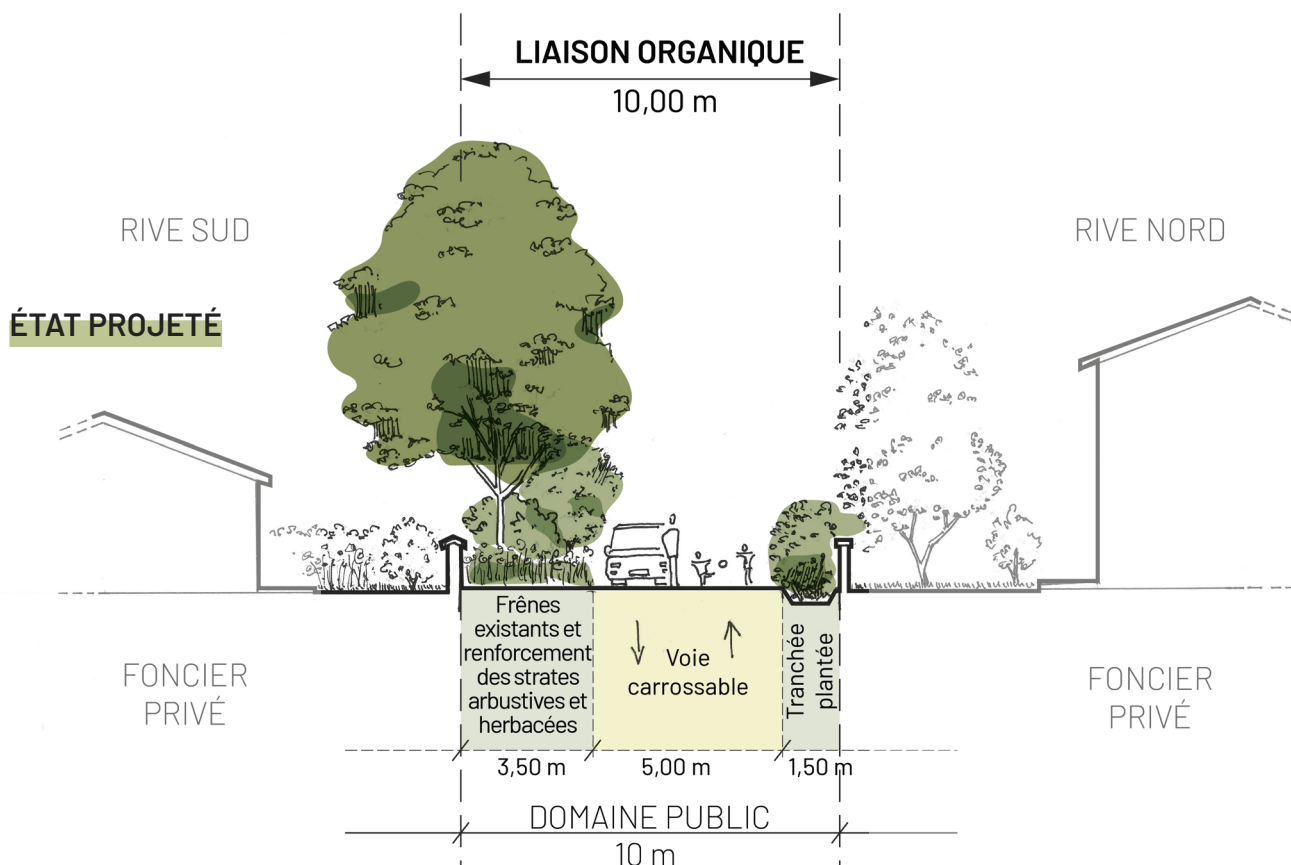 LIAISON ORGANIQUE
10,00 m
RIVE SUD
RIVE NORD
ÉTAT PROJETÉ
Frênes
existants et
renforcement
des strates
arbustives et
herbacées
Voie
carrossable
Tranchée
plantée
FONCIER
PRIVÉ
FONCIER
PRIVÉ
3,50 m
5,00 m
1,50 m
DOMAINE PUBLIC
10 m